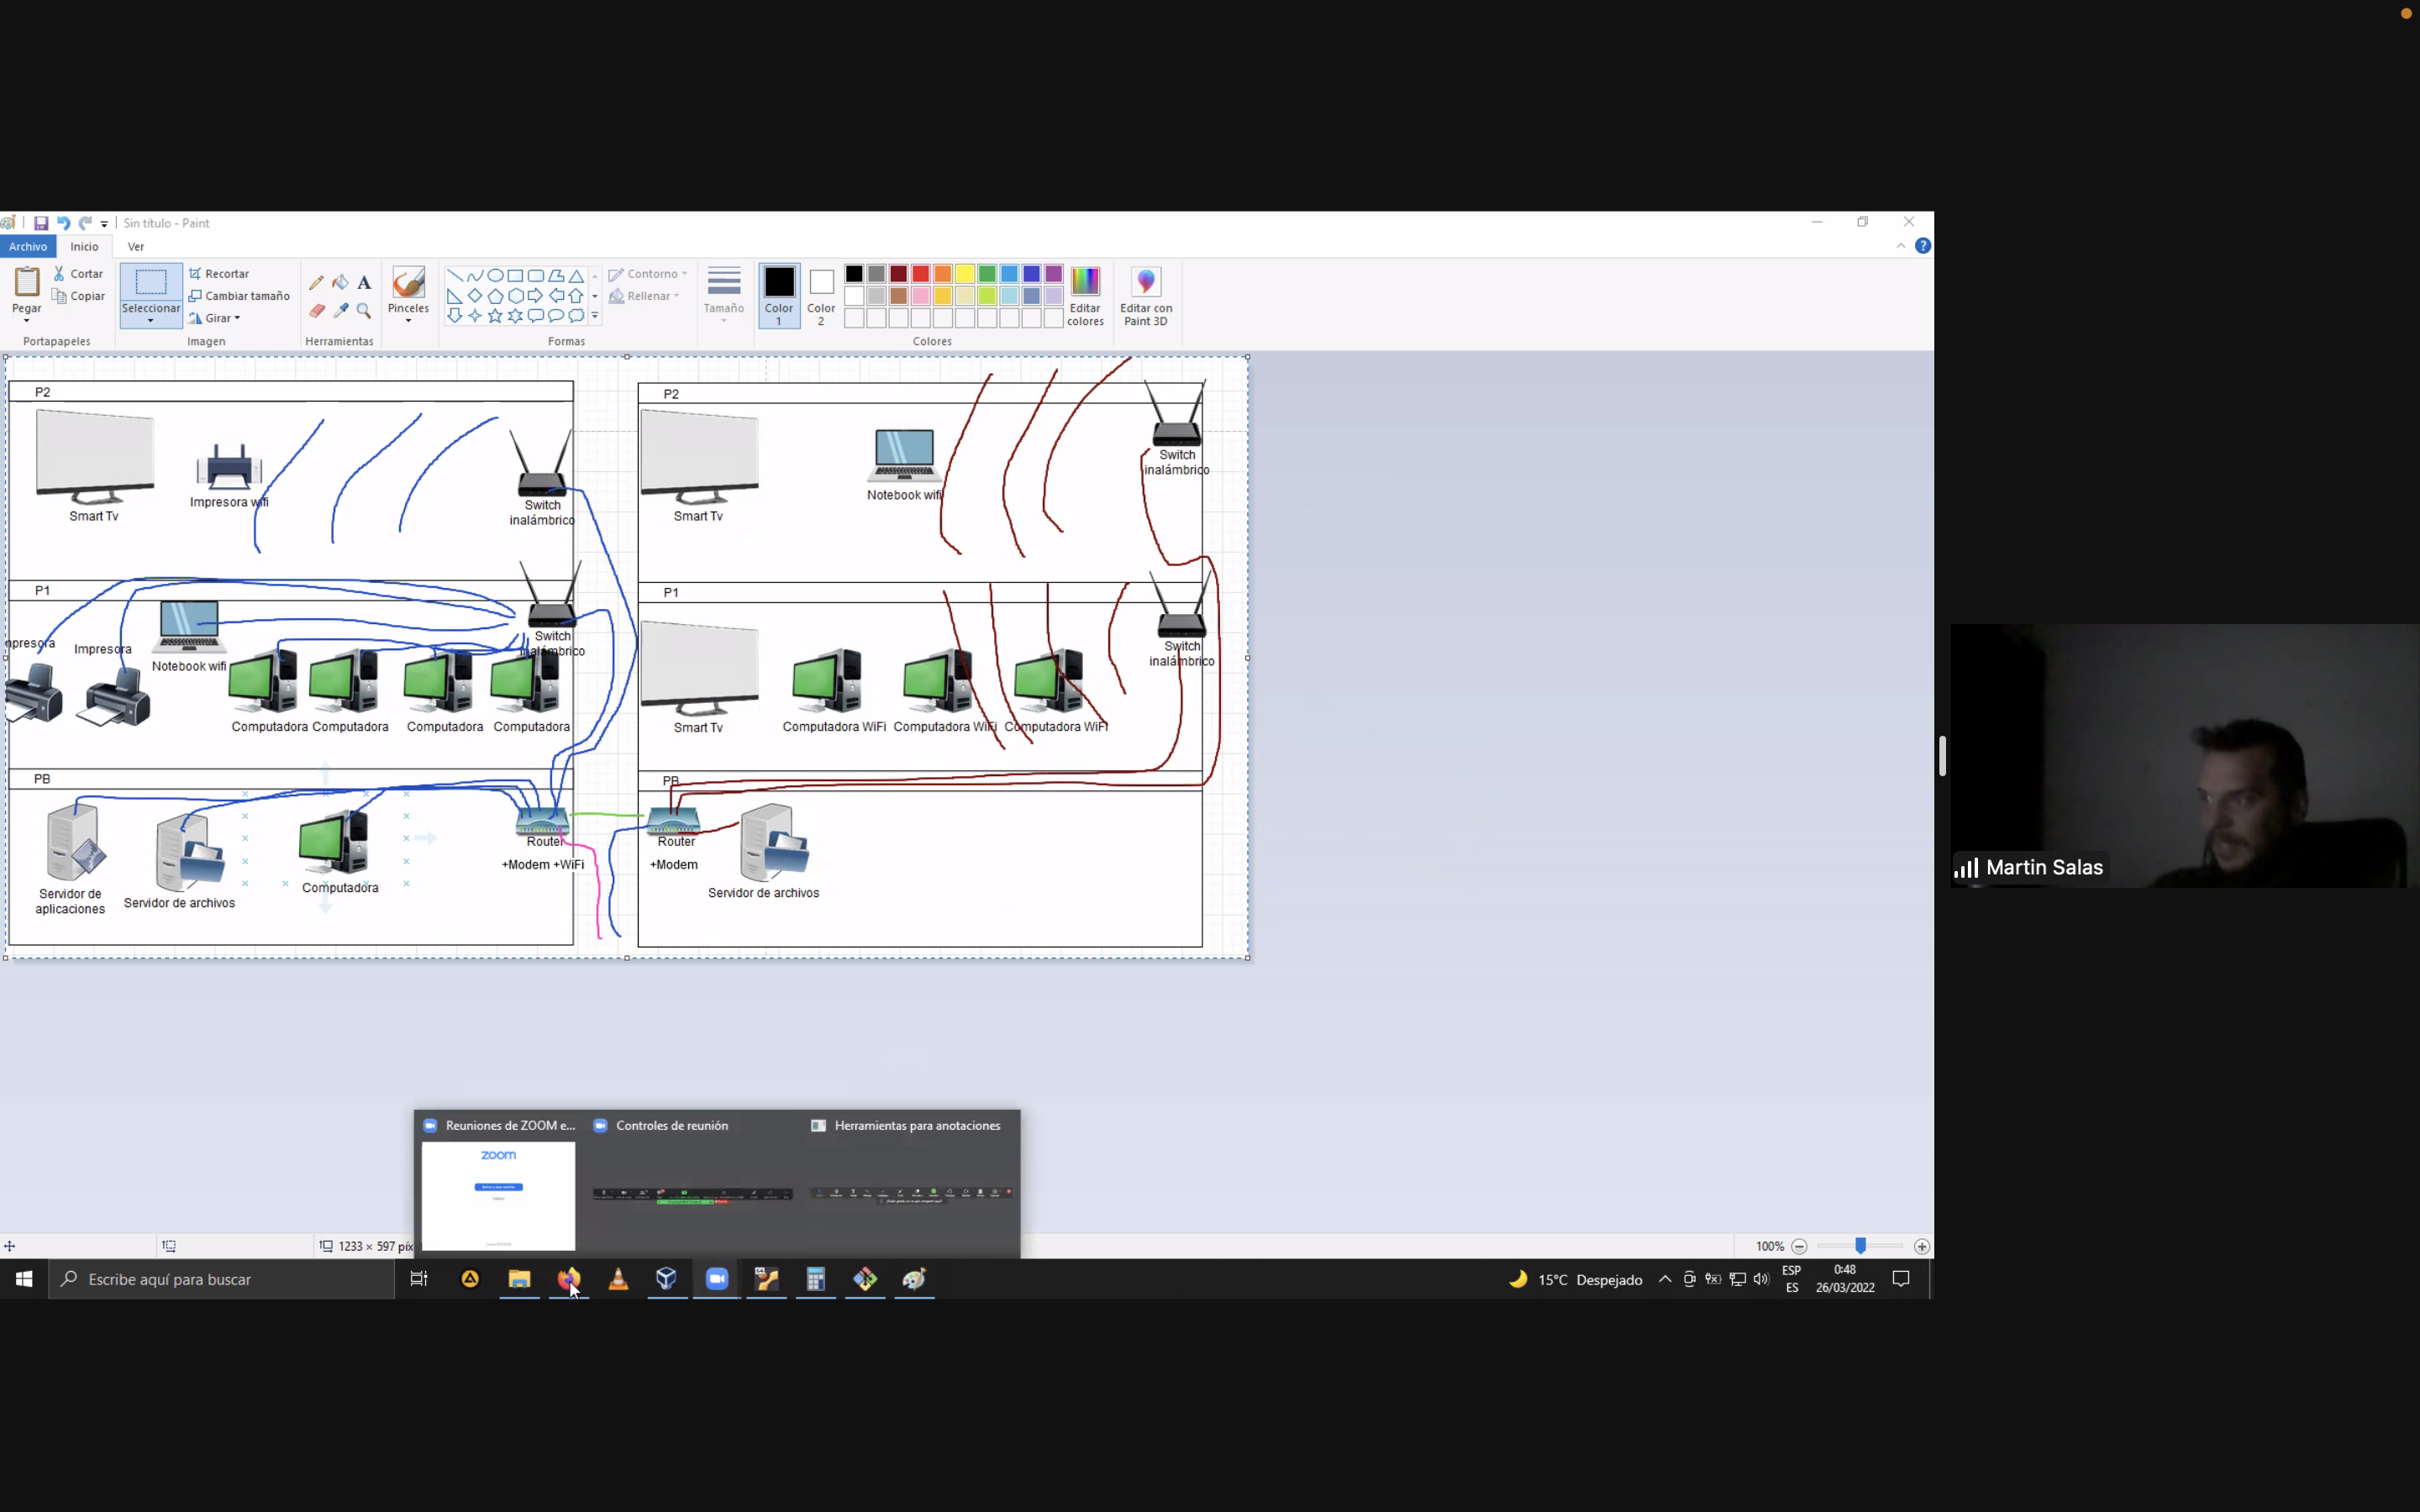 Sin título - Paint
Archivo Inicio Ver
Pegar
Cortar
Copiar
Portapapeles
Seleccionar
Recortar
Cambiar tamaño
Girar
Imagen
A
Herramientas
Pinceles
Contorno
Rellenar
Formas
Tamaño
Color
1
Color
2
Editar
colores
Colores
Editar con
Paint 3D
P2
Smart Tv
Impresora wifi
Switch
inalámbrico
P1
mpresora
Impresora
Notebook wifi
Computadora Computadora Computadora Computadora
Switch
inalámbrico
PB
Servidor de
aplicaciones
Servidor de archivos
Computadora
Router
+Modem +WiFi
P2
Smart Tv
Notebook wifi
Switch
inalámbrico
P1
Smart Tv
Computadora WiFi Computadora WiFi Computadora WiFi
Switch
inalámbrico
PB
Router
+Modem
Servidor de archivos
Martin Salas
Reuniones de ZOOM e...
Controles de reunión
Herramientas para anotaciones
zoom
1233 × 597 píx
100%
Escribe aquí para buscar
15°C Despejado
ESP
ES
0:48
26/03/2022